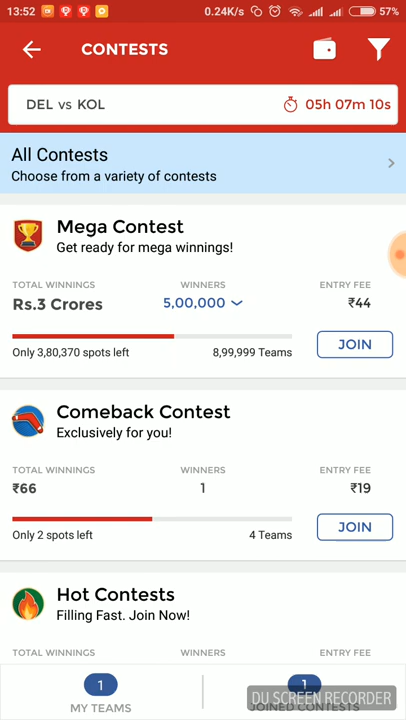 13:52 0.24K/s 57%
CONTESTS
DEL vs KOL 05h 07m 10s
All Contests
Choose from a variety of contests
Mega Contest
Get ready for mega winnings!
TOTAL WINNINGS WINNERS ENTRY FEE
Rs.3 Crores 5,00,000 ₹44
Only 3,80,370 spots left 8,99,999 Teams JOIN
Comeback Contest
Exclusively for you!
TOTAL WINNINGS WINNERS ENTRY FEE
₹66 1 ₹19
Only 2 spots left 4 Teams JOIN
Hot Contests
Filling Fast. Join Now!
TOTAL WINNINGS WINNERS ENTRY FEE
1 1
MY TEAMS JOINED CONTESTS
DU SCREEN RECORDER